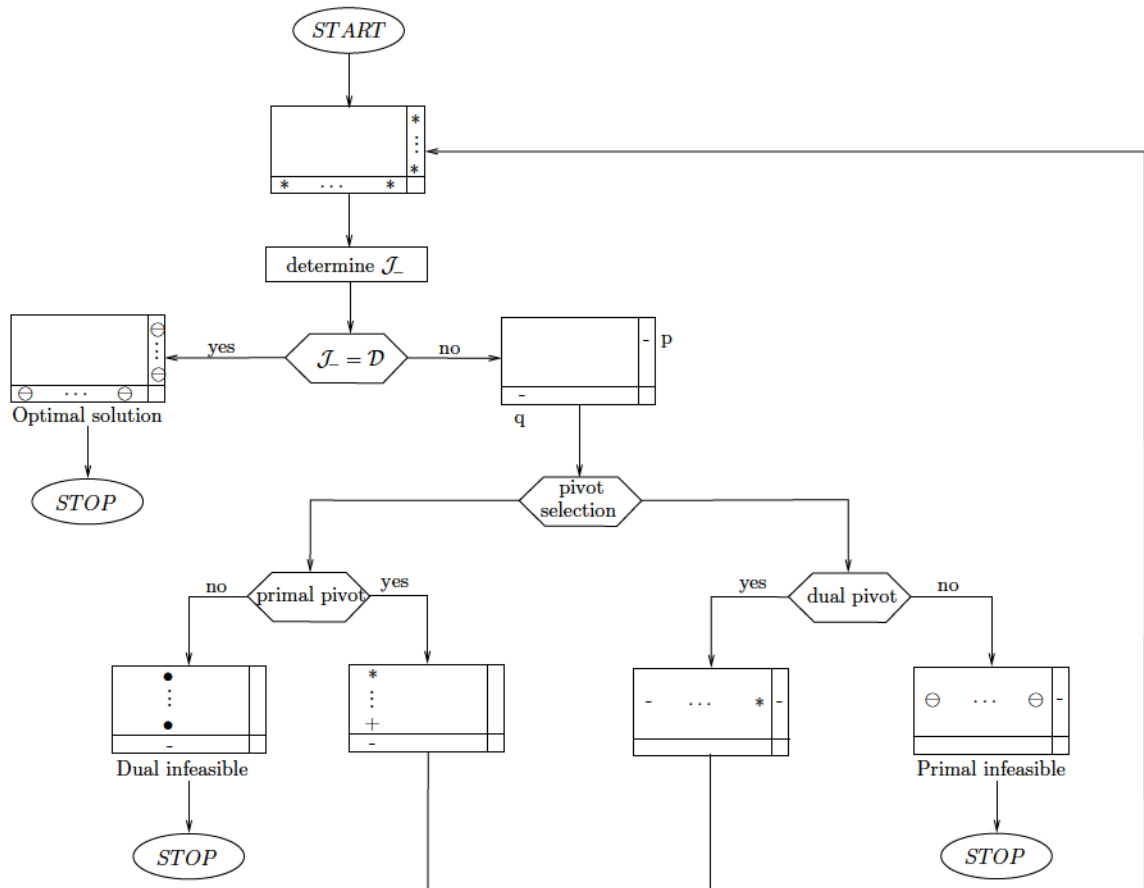 START
*
⋮
*
* ⋯ *
determine 𝒥_
⊖
⋮
⊖
⊖ ⋯ ⊖
Optimal solution
yes
𝒥_ = 𝒟
no
- p
-
q
STOP
pivot
selection
no
primal pivot
yes
yes
dual pivot
no
●
⋮
●
-
Dual infeasible
*
⋮
+
-
- ⋯ * -
⊖ ⋯ ⊖ -
Primal infeasible
STOP
STOP